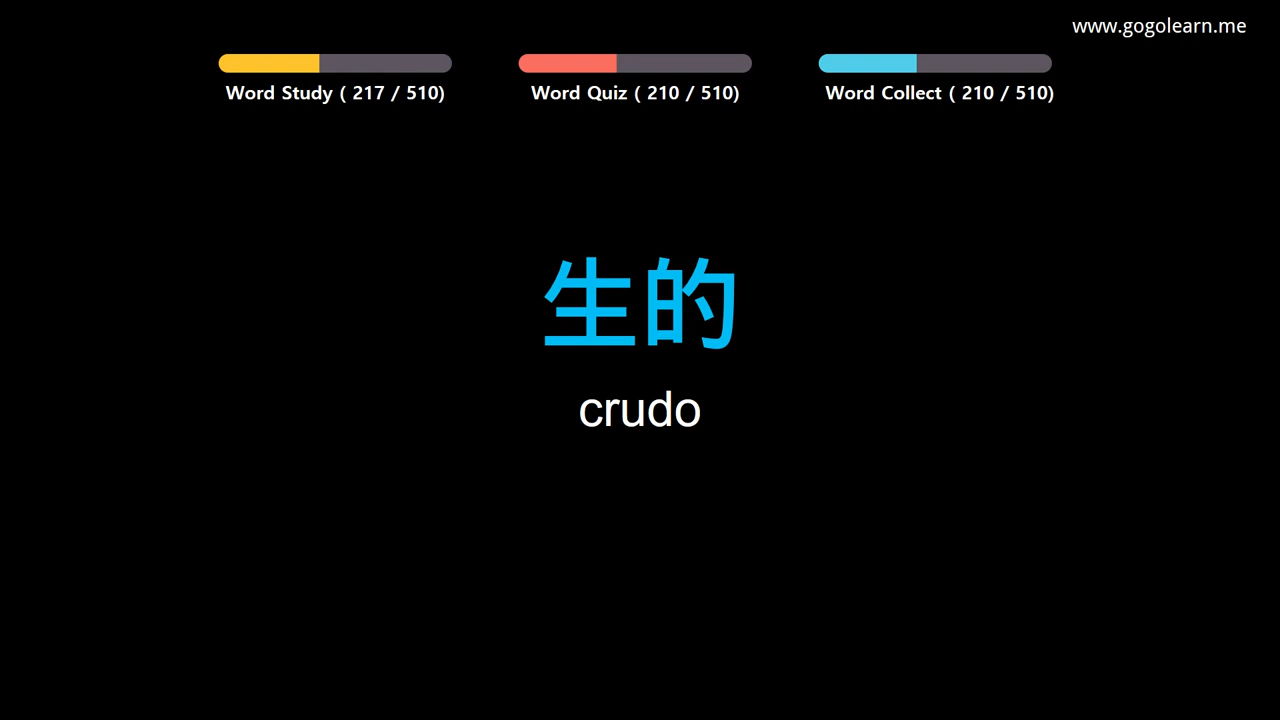 www.gogolearn.me
Word Study ( 217 / 510)
Word Quiz ( 210 / 510)
Word Collect ( 210 / 510)
生的
crudo